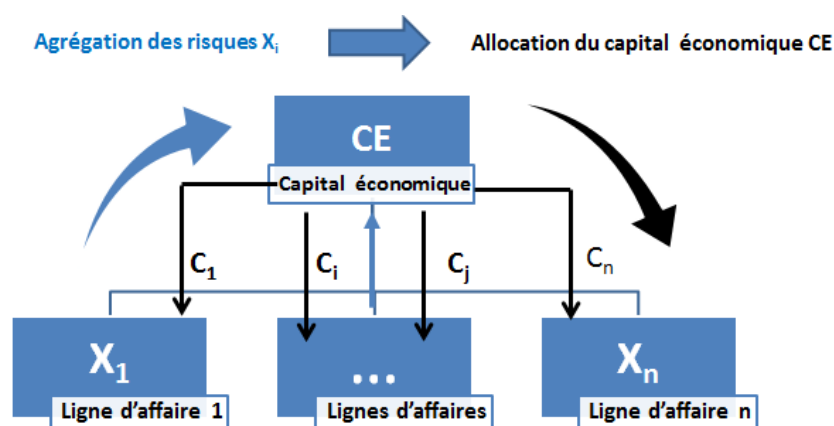 Agrégation des risques Xi
Allocation du capital économique CE
CE
Capital économique
C1
Ci
Cj
Cn
X1
...
Xn
Ligne d'affaire 1
Lignes d'affaires
Ligne d'affaire n